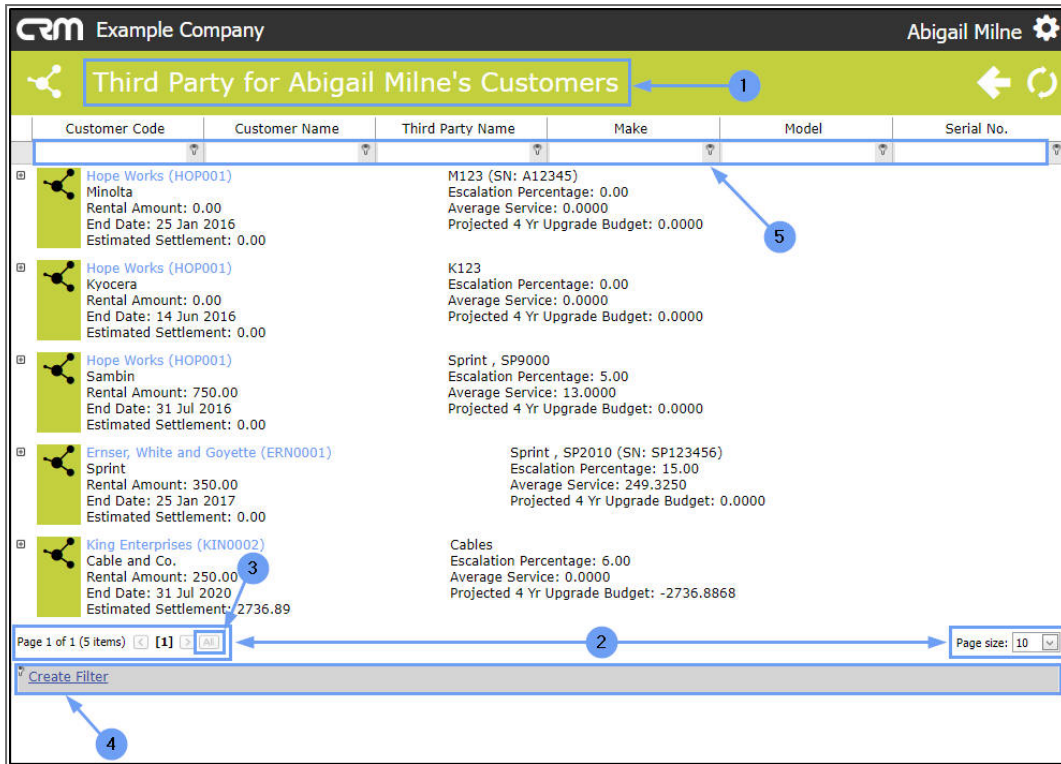 CRM Example Company Abigail Milne
Third Party for Abigail Milne's Customers 1
Customer Code Customer Name Third Party Name Make Model Serial No.
Hope Works (HOP001) M123 (SN: A12345)
Minolta Escalation Percentage: 0.00
Rental Amount: 0.00 Average Service: 0.0000
End Date: 25 Jan 2016 Projected 4 Yr Upgrade Budget: 0.0000
Estimated Settlement: 0.00
5
Hope Works (HOP001) K123
Kyocera Escalation Percentage: 0.00
Rental Amount: 0.00 Average Service: 0.0000
End Date: 14 Jun 2016 Projected 4 Yr Upgrade Budget: 0.0000
Estimated Settlement: 0.00
Hope Works (HOP001) Sprint , SP9000
Sambin Escalation Percentage: 5.00
Rental Amount: 750.00 Average Service: 13.0000
End Date: 31 Jul 2016 Projected 4 Yr Upgrade Budget: 0.0000
Estimated Settlement: 0.00
Ernser, White and Goyette (ERN0001) Sprint , SP2010 (SN: SP123456)
Sprint Escalation Percentage: 15.00
Rental Amount: 350.00 Average Service: 249.3250
End Date: 25 Jan 2017 Projected 4 Yr Upgrade Budget: 0.0000
Estimated Settlement: 0.00
King Enterprises (KIN0002) Cables
Cable and Co. Escalation Percentage: 6.00
Rental Amount: 250.00 3 Average Service: 0.0000
End Date: 31 Jul 2020 Projected 4 Yr Upgrade Budget: -2736.8868
Estimated Settlement: 2736.89
Page 1 of 1 (5 items) < [1] > All 2 Page size: 10
Create Filter
4